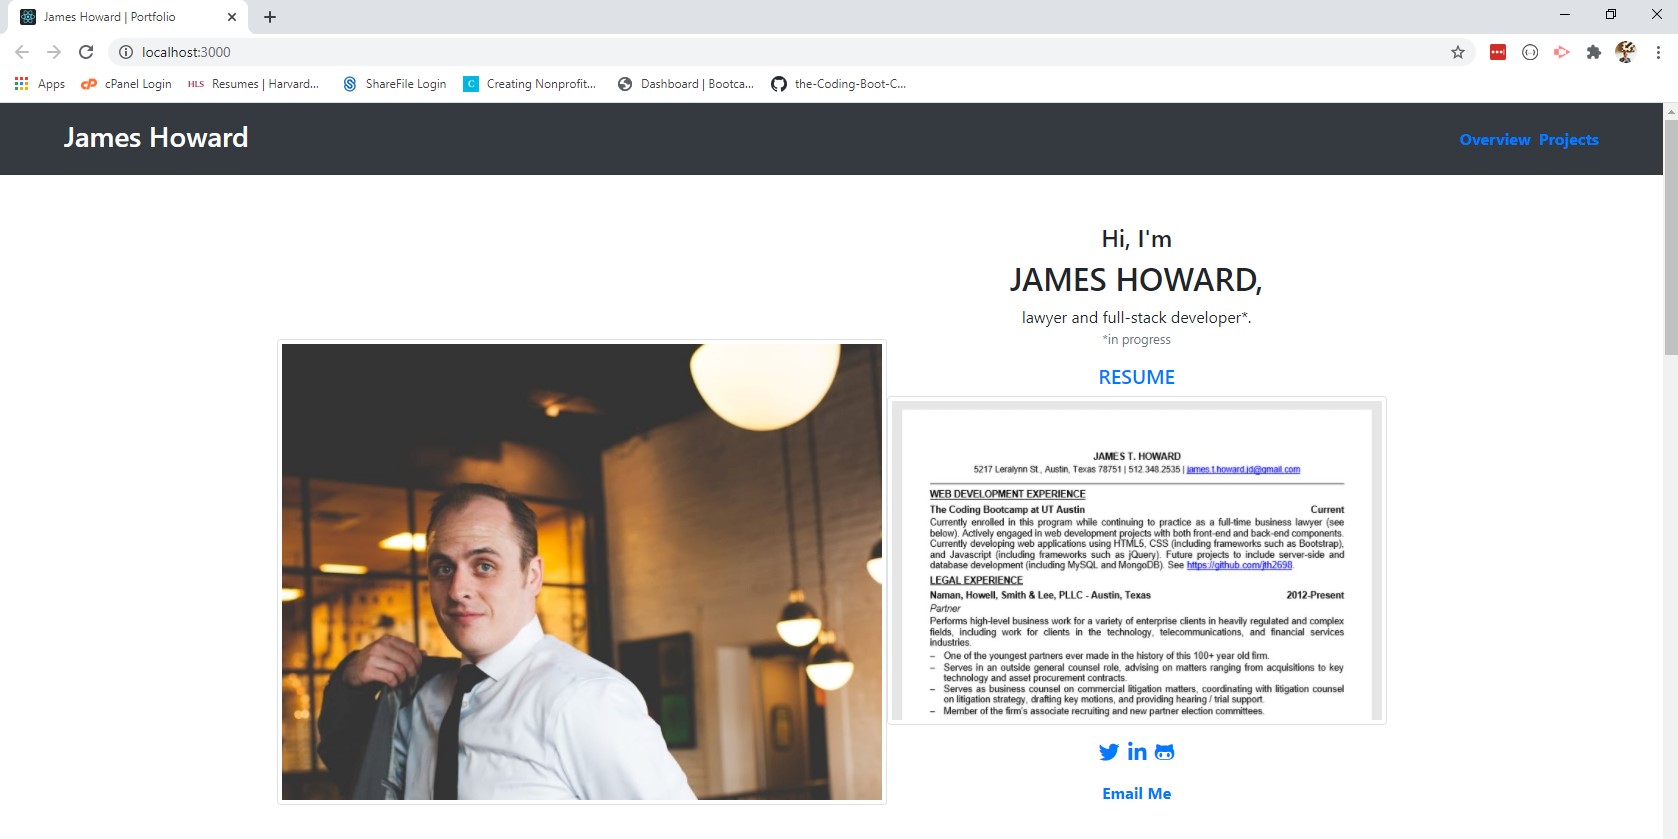 James Howard | Portfolio
localhost:3000
Apps
cPanel Login
HLS
Resumes | Harvard...
ShareFile Login
C
Creating Nonprofit...
Dashboard | Bootca...
the-Coding-Boot-C...
James Howard
Overview Projects
Hi, I'm
JAMES HOWARD,
lawyer and full-stack developer*.
*in progress
RESUME
JAMES T. HOWARD
5217 Leralynn St., Austin, Texas 78751 | 512.348.2535 | james.t.howard.jd@gmail.com
WEB DEVELOPMENT EXPERIENCE
The Coding Bootcamp at UT Austin Current
Currently enrolled in this program while continuing to practice as a full-time business lawyer (see
below). Actively engaged in web development projects with both front-end and back-end components.
Currently developing web applications using HTML5, CSS (including frameworks such as Bootstrap),
and Javascript (including frameworks such as jQuery). Future projects to include server-side and
database development (including MySQL and MongoDB). See https://github.com/jth2698.
LEGAL EXPERIENCE
Naman, Howell, Smith & Lee, PLLC - Austin, Texas 2012-Present
Partner
Performs high-level business work for a variety of enterprise clients in heavily regulated and complex
fields, including work for clients in the technology, telecommunications, and financial services
industries.
– One of the youngest partners ever made in the history of this 100+ year old firm.
– Serves in an outside general counsel role, advising on matters ranging from acquisitions to key
technology and asset procurement contracts.
– Serves as business counsel on commercial litigation matters, coordinating with litigation counsel
on litigation strategy, drafting key motions, and providing hearing / trial support.
– Member of the firm's associate recruiting and new partner election committees.
Email Me